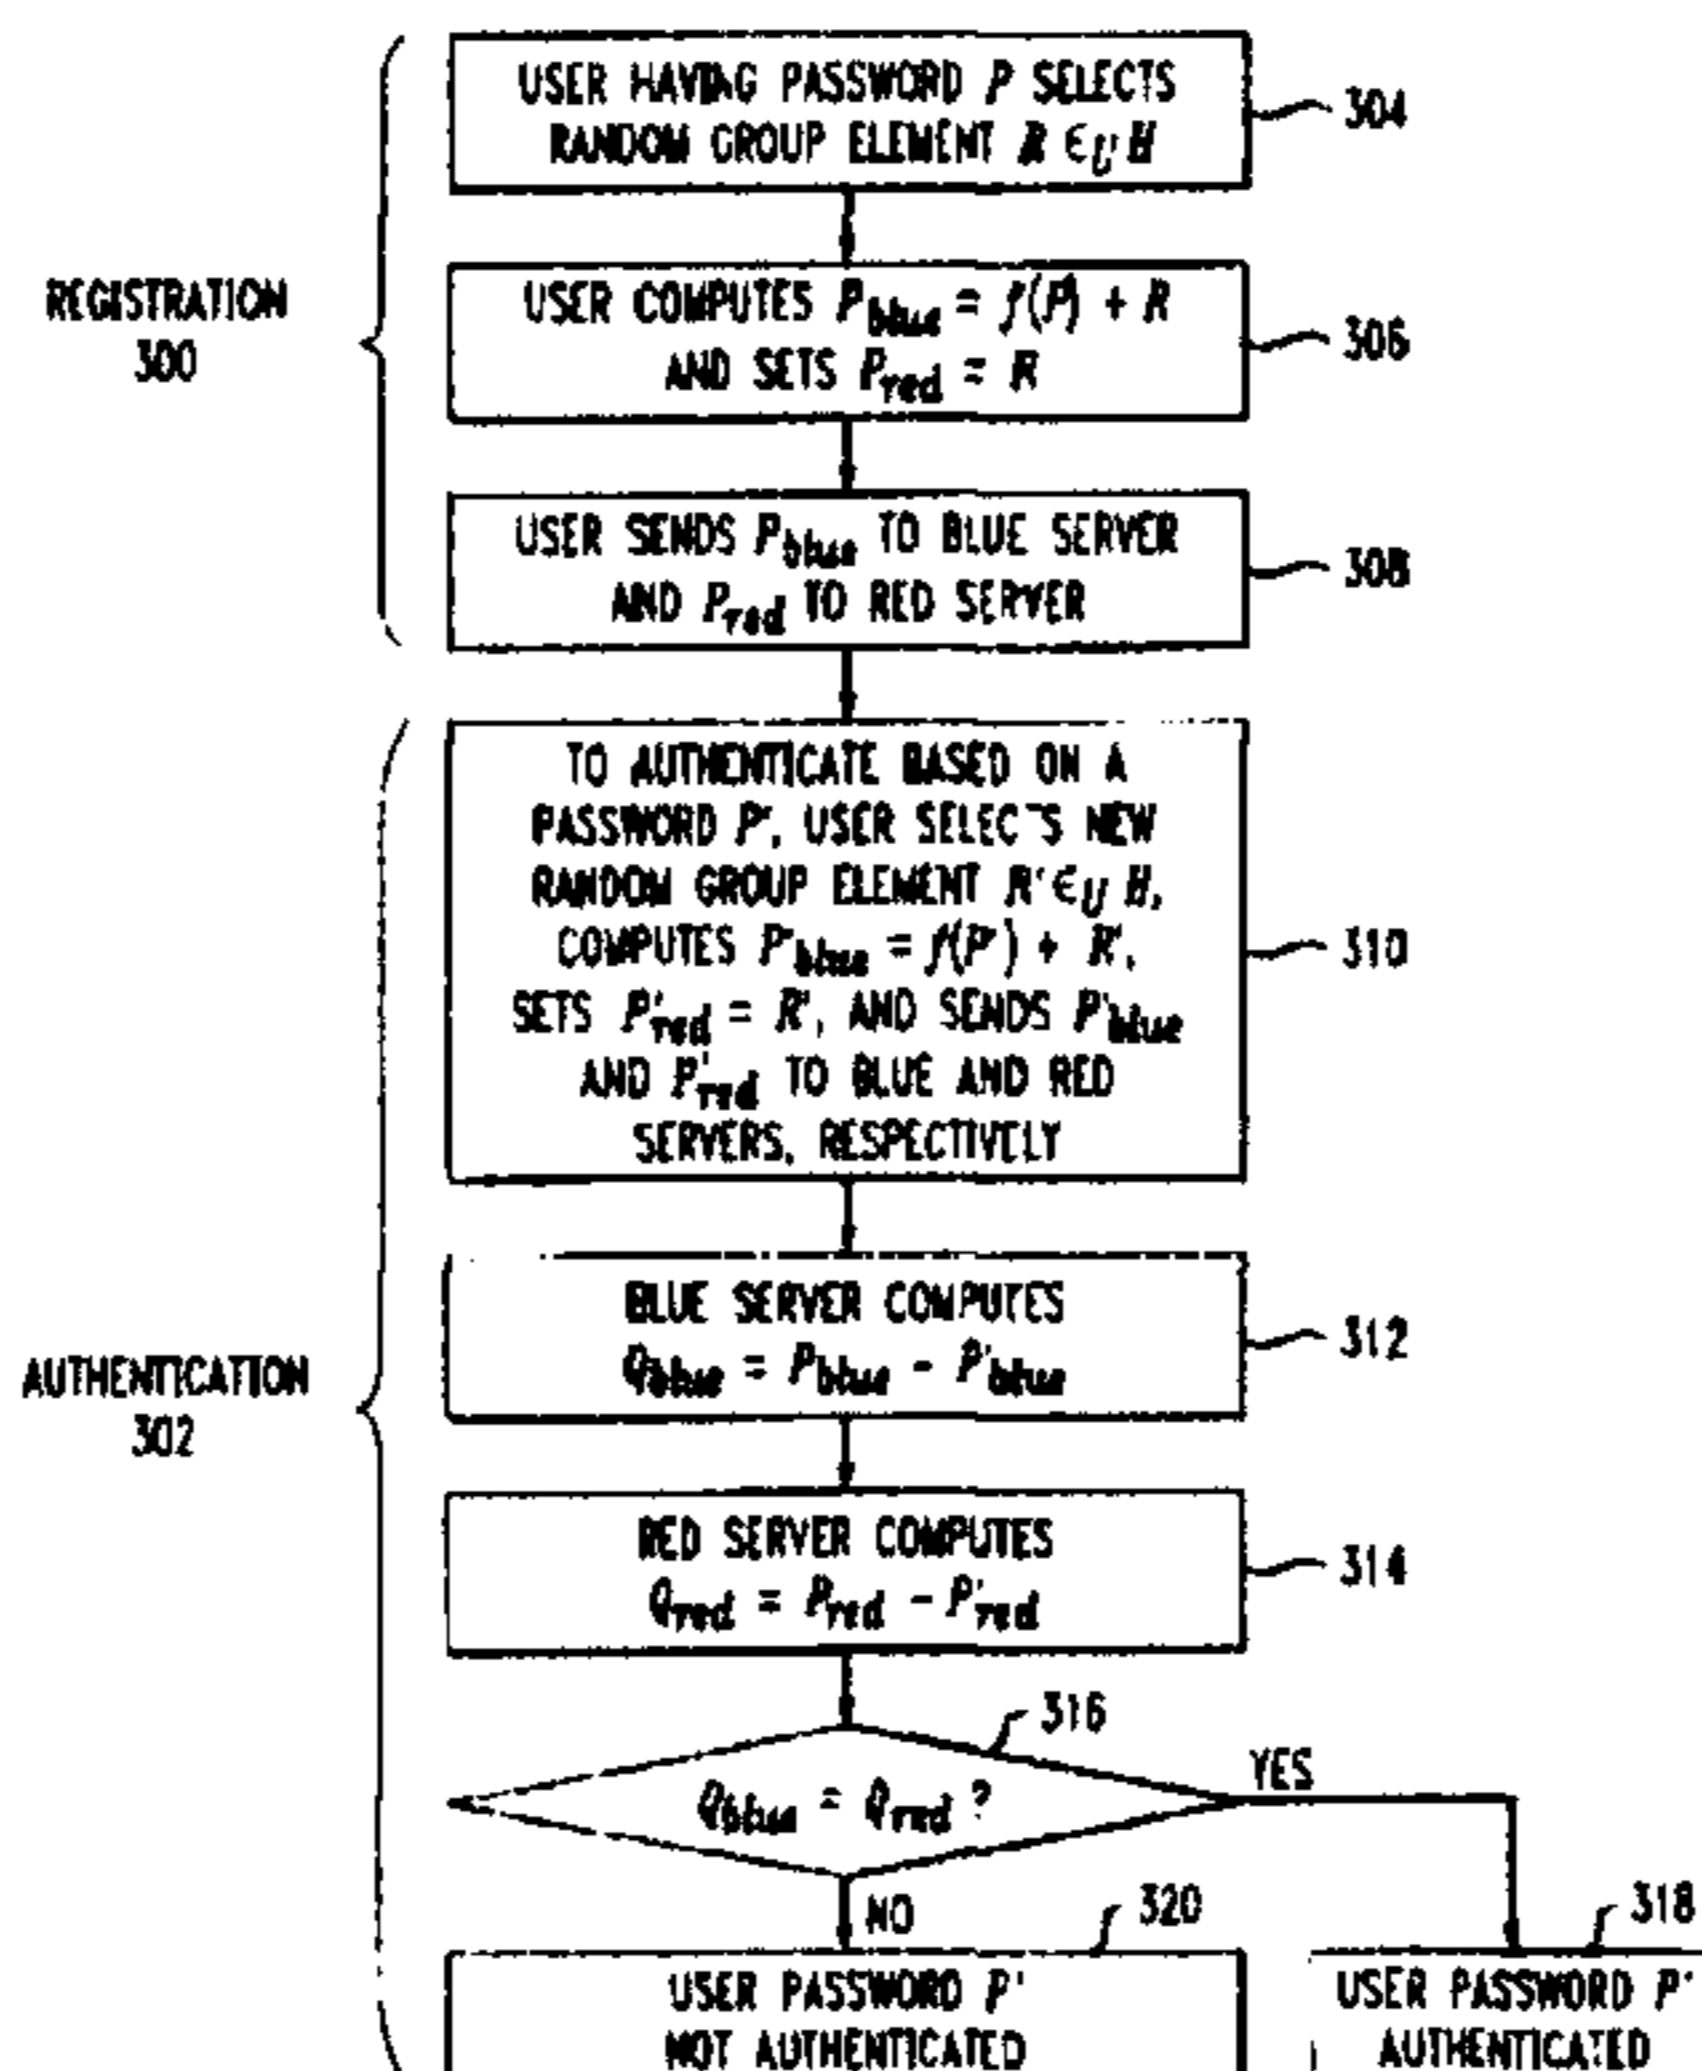 USER HAVING PASSWORD P SELECTS
RANDOM GROUP ELEMENT R ∈U H
304
REGISTRATION
300
USER COMPUTES Pblue = f(P) + R
AND SETS Pred = R
306
USER SENDS Pblue TO BLUE SERVER
AND Pred TO RED SERVER
308
TO AUTHENTICATE BASED ON A
PASSWORD P', USER SELECTS NEW
RANDOM GROUP ELEMENT R' ∈U H,
COMPUTES P'blue = f(P') + R',
SETS P'red = R', AND SENDS P'blue
AND P'red TO BLUE AND RED
SERVERS, RESPECTIVELY
310
AUTHENTICATION
302
BLUE SERVER COMPUTES
Qblue = Pblue - P'blue
312
RED SERVER COMPUTES
Qred = Pred - P'red
314
316
Qblue = Qred ?
YES
NO
320
USER PASSWORD P'
NOT AUTHENTICATED
318
USER PASSWORD P'
AUTHENTICATED